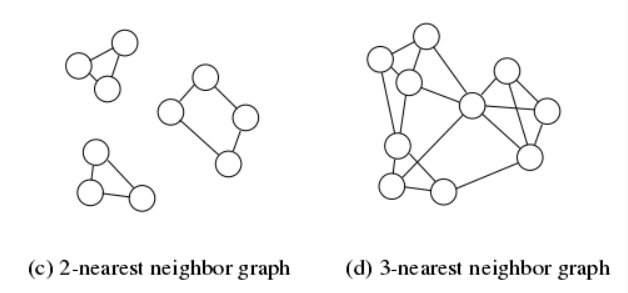 (c) 2-nearest neighbor graph
(d) 3-nearest neighbor graph